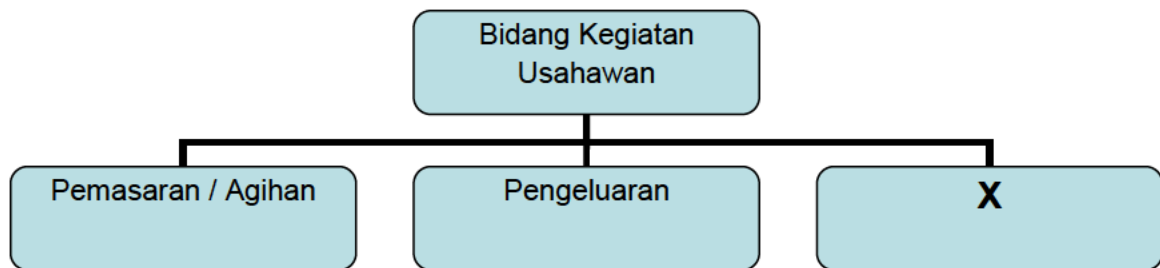 Bidang Kegiatan
Usahawan
Pemasaran / Agihan
Pengeluaran
X